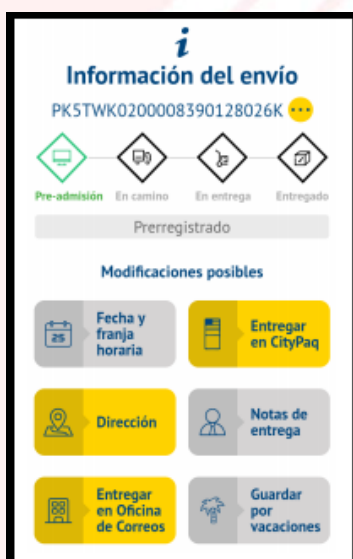 i
Información del envío
PK5TWK0200008390128026K
Pre-admisión
En camino
En entrega
Entregado
Prerregistrado
Modificaciones posibles
25
Fecha y
franja
horaria
Entregar
en CityPaq
Dirección
Notas de
entrega
Entregar
en Oficina
de Correos
Guardar
por
vacaciones